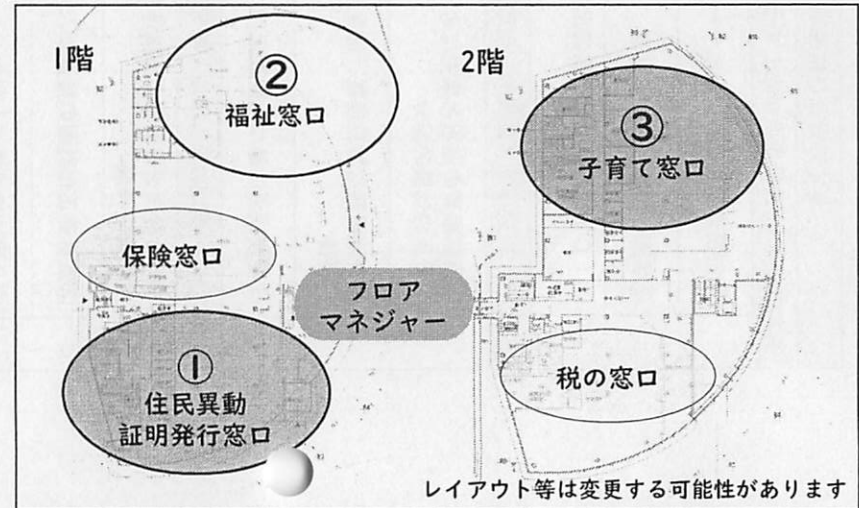 1階
②
福祉窓口
保険窓口
①
住民異動
証明発行窓口
フロア
マネジャー
2階
③
子育て窓口
税の窓口
レイアウト等は変更する可能性があります